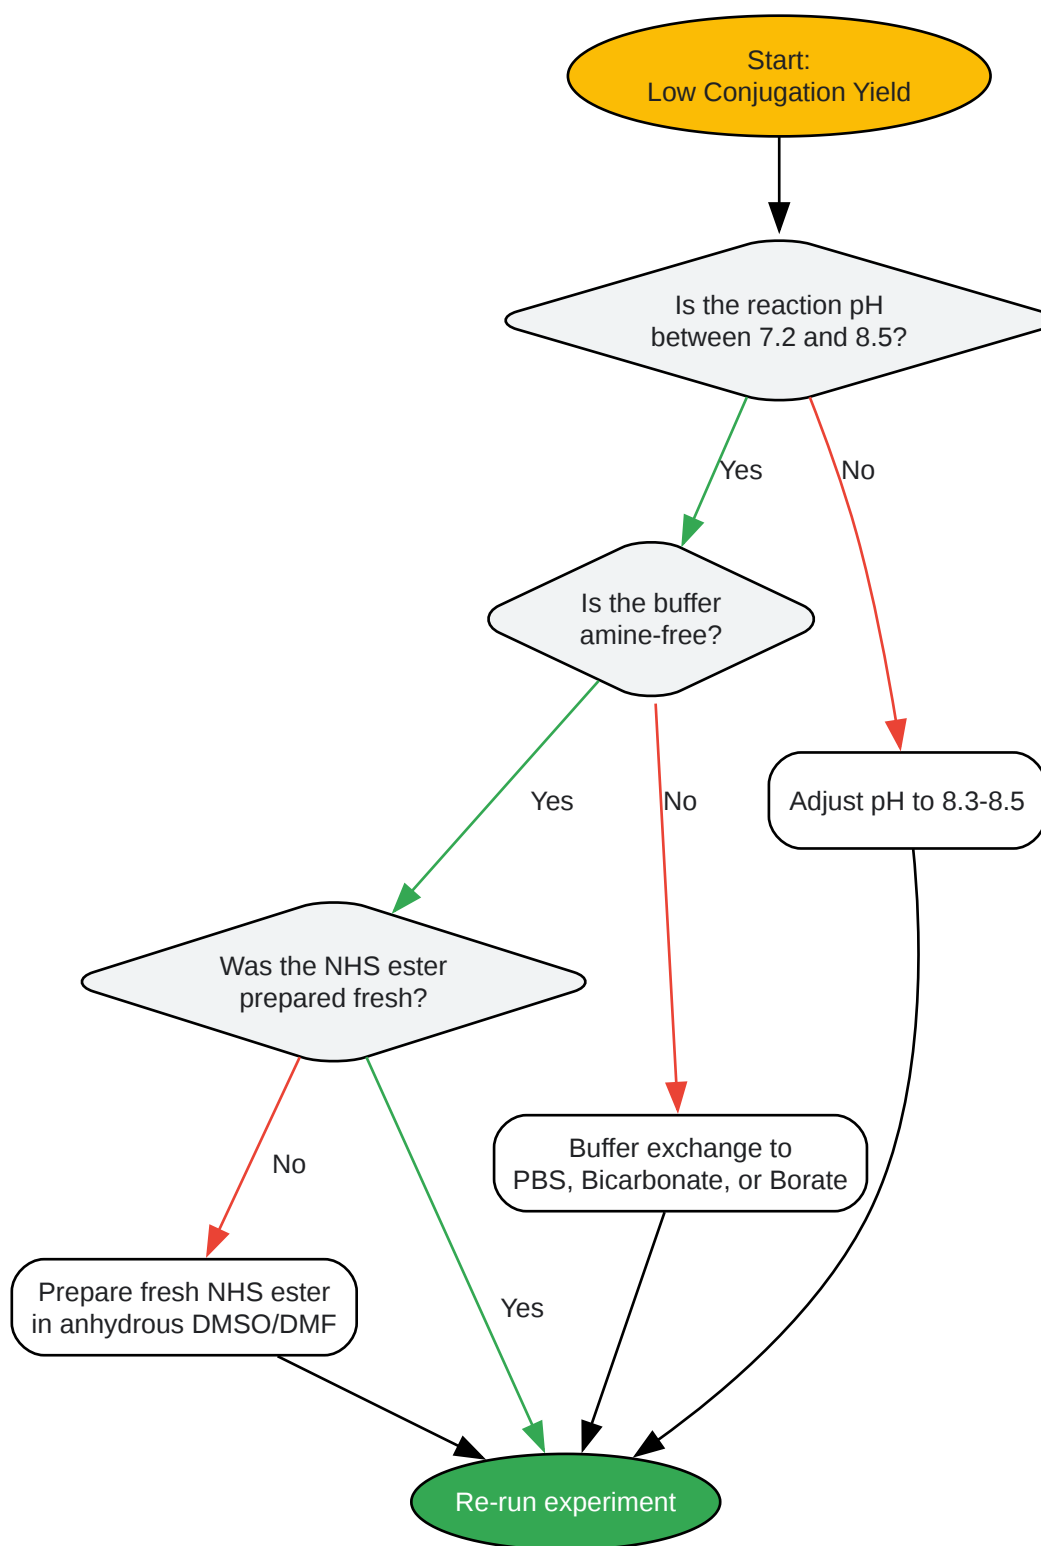 Start:
Low Conjugation Yield
Is the reaction pH
between 7.2 and 8.5?
Yes
No
Is the buffer
amine-free?
Yes
No
Adjust pH to 8.3-8.5
Was the NHS ester
prepared fresh?
No
Buffer exchange to
PBS, Bicarbonate, or Borate
Prepare fresh NHS ester
in anhydrous DMSO/DMF
Yes
Re-run experiment